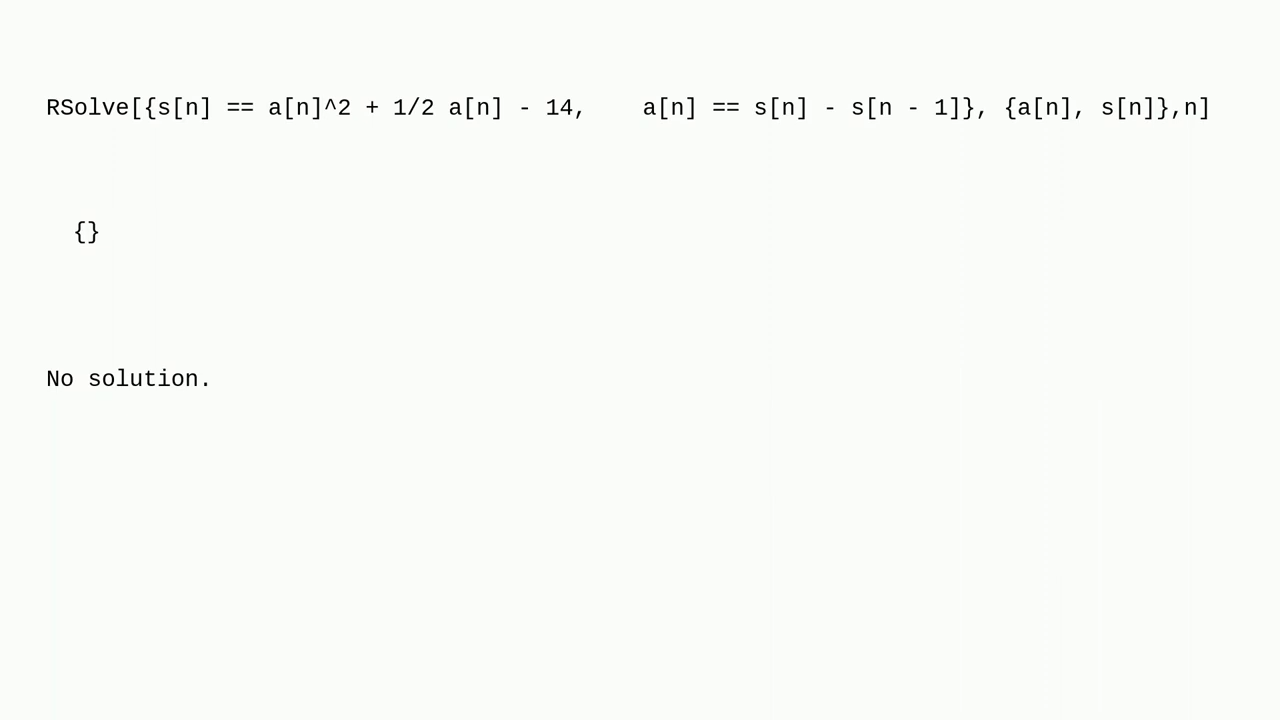 RSolve[{s[n] == a[n]^2 + 1/2 a[n] - 14,    a[n] == s[n] - s[n - 1]}, {a[n], s[n]},n]
{}
No solution.